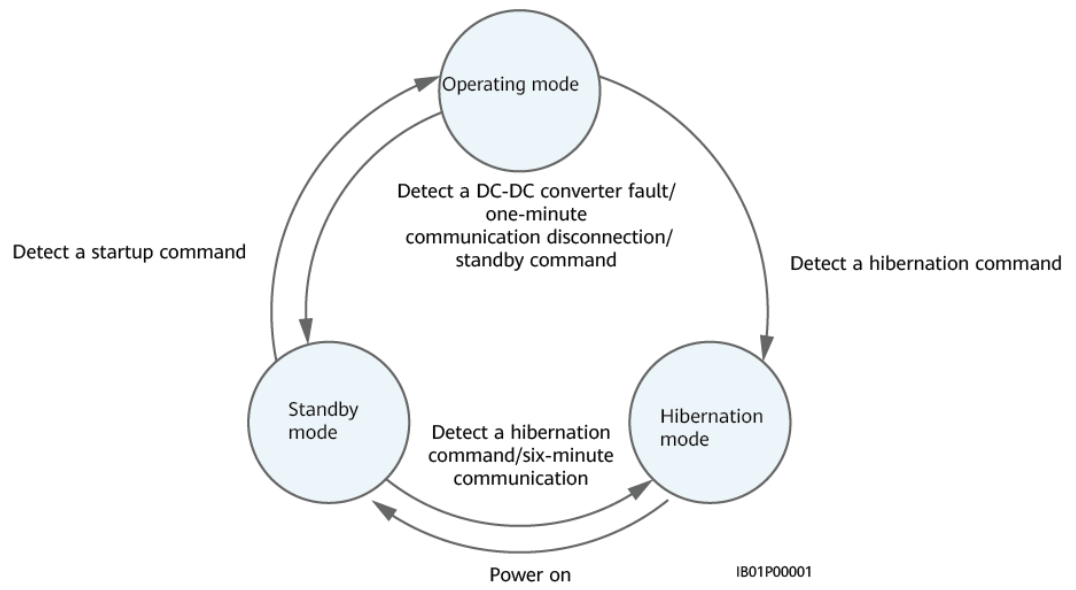 Operating mode
Detect a DC-DC converter fault/
one-minute
communication disconnection/
standby command
Detect a startup command
Detect a hibernation command
Standby
mode
Hibernation
mode
Detect a hibernation
command/six-minute
communication
Power on
IB01P00001